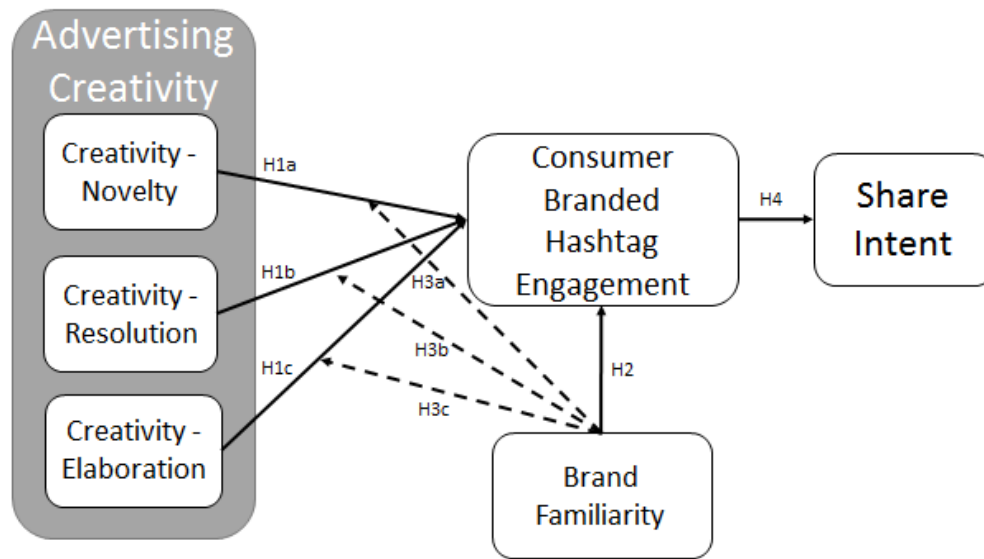 Advertising
Creativity
Creativity -
Novelty
Creativity -
Resolution
Creativity -
Elaboration
H1a
H1b
H1c
Consumer
Branded
Hashtag
Engagement
H3a
H3b
H3c
H2
Brand
Familiarity
H4
Share
Intent